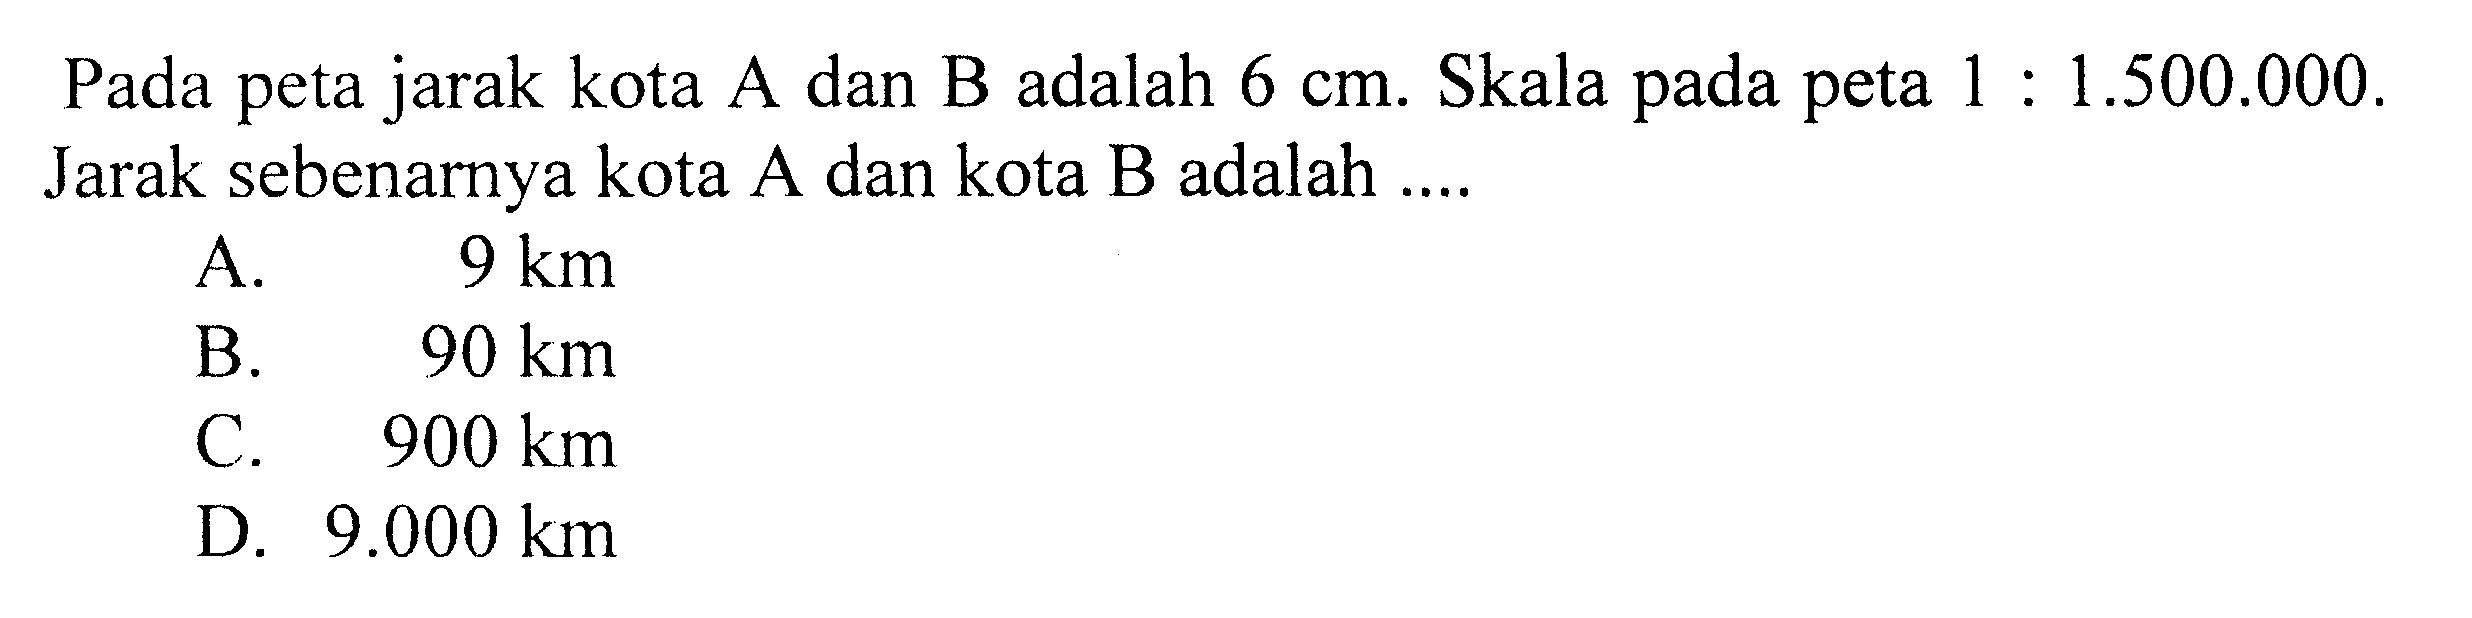 Pada peta jarak kota A dan B adalah 6 cm. Skala pada peta 1 : 1.500.000.
Jarak sebenarnya kota A dan kota B adalah ....
A. 9 km
B. 90 km
C. 900 km
D. 9.000 km